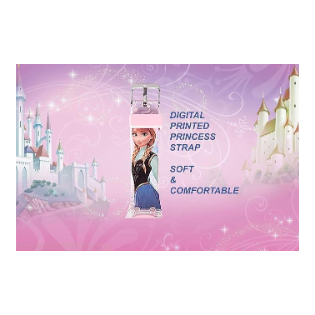 DIGITAL
PRINTED
PRINCESS
STRAP
SOFT
&
COMFORTABLE